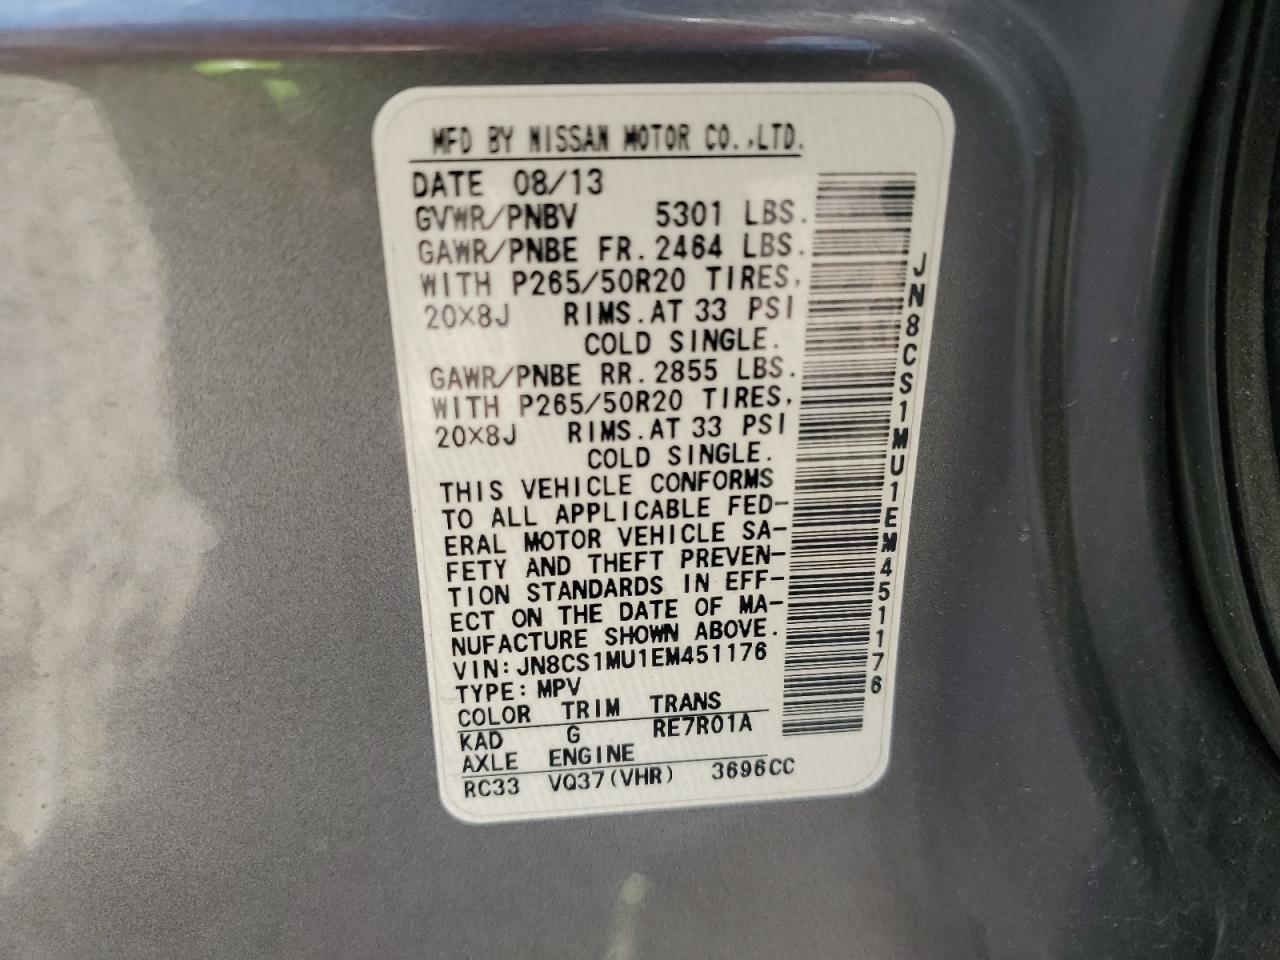 MFD BY NISSAN MOTOR CO.,LTD.
DATE 08/13
GVWR/PNBV 5301 LBS.
GAWR/PNBE FR. 2464 LBS.
WITH P265/50R20 TIRES,
20×8J RIMS. AT 33 PSI
COLD SINGLE.
GAWR/PNBE RR. 2855 LBS.
WITH P265/50R20 TIRES,
20×8J RIMS. AT 33 PSI
COLD SINGLE.
THIS VEHICLE CONFORMS
TO ALL APPLICABLE FED-
ERAL MOTOR VEHICLE SA-
FETY AND THEFT PREVEN-
TION STANDARDS IN EFF-
ECT ON THE DATE OF MA-
NUFACTURE SHOWN ABOVE.
VIN: JN8CS1MU1EM451176
TYPE: MPV
COLOR TRIM TRANS
KAD G RE7R01A
AXLE ENGINE
RC33 VQ37(VHR) 3696CC
JN8CS1MU1EM451176